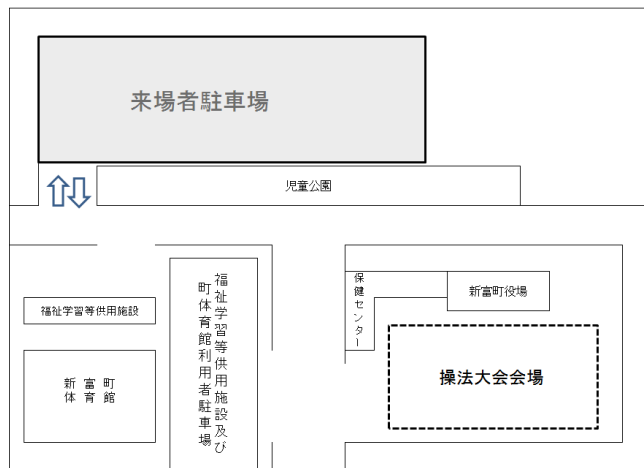 来場者駐車場
児童公園
福祉学習等供用施設及び
町体育館利用者駐車場
保健センター
新富町役場
福祉学習等供用施設
操法大会会場
新富町
体育館